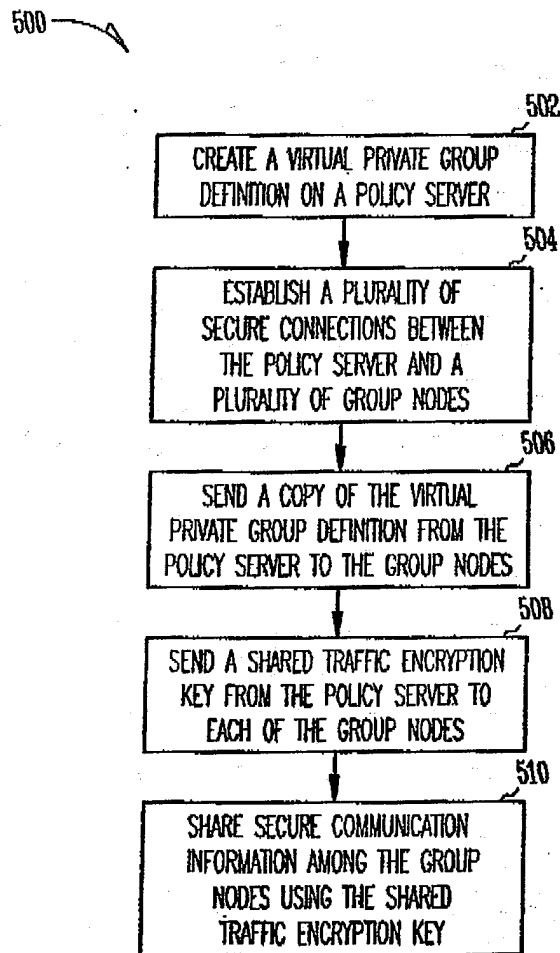 500
502
CREATE A VIRTUAL PRIVATE GROUP
DEFINITION ON A POLICY SERVER
504
ESTABLISH A PLURALITY OF
SECURE CONNECTIONS BETWEEN
THE POLICY SERVER AND A
PLURALITY OF GROUP NODES
506
SEND A COPY OF THE VIRTUAL
PRIVATE GROUP DEFINITION FROM THE
POLICY SERVER TO THE GROUP NODES
508
SEND A SHARED TRAFFIC ENCRYPTION
KEY FROM THE POLICY SERVER TO
EACH OF THE GROUP NODES
510
SHARE SECURE COMMUNICATION
INFORMATION AMONG THE GROUP
NODES USING THE SHARED
TRAFFIC ENCRYPTION KEY